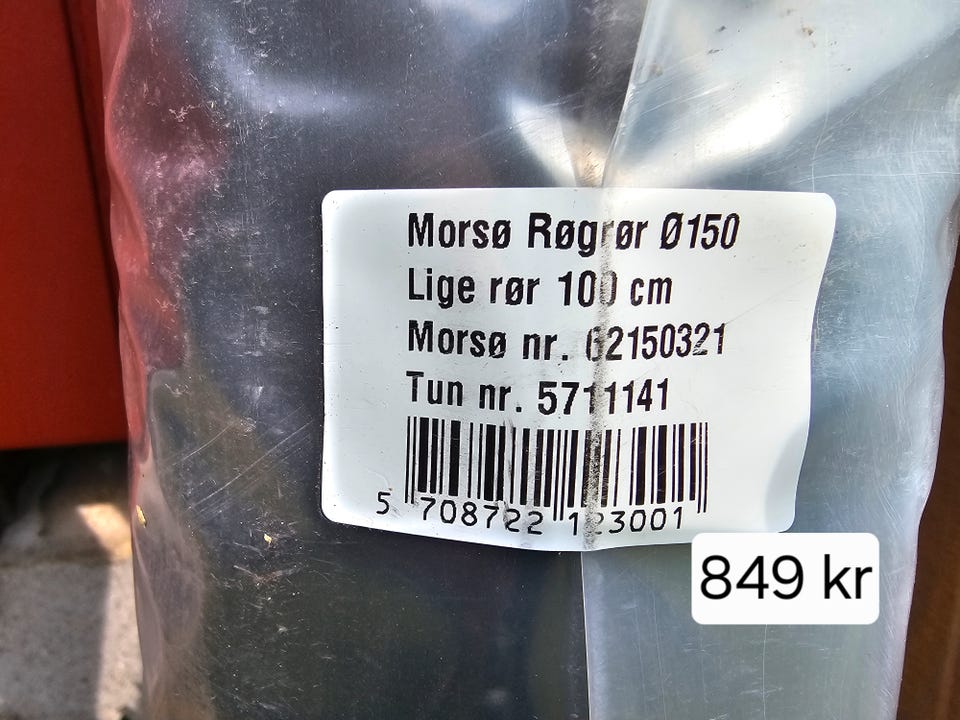 Morsø Røgrør Ø150
Lige rør 100 cm
Morsø nr. 62150321
Tun nr. 5711141
5 708722 123001
849 kr